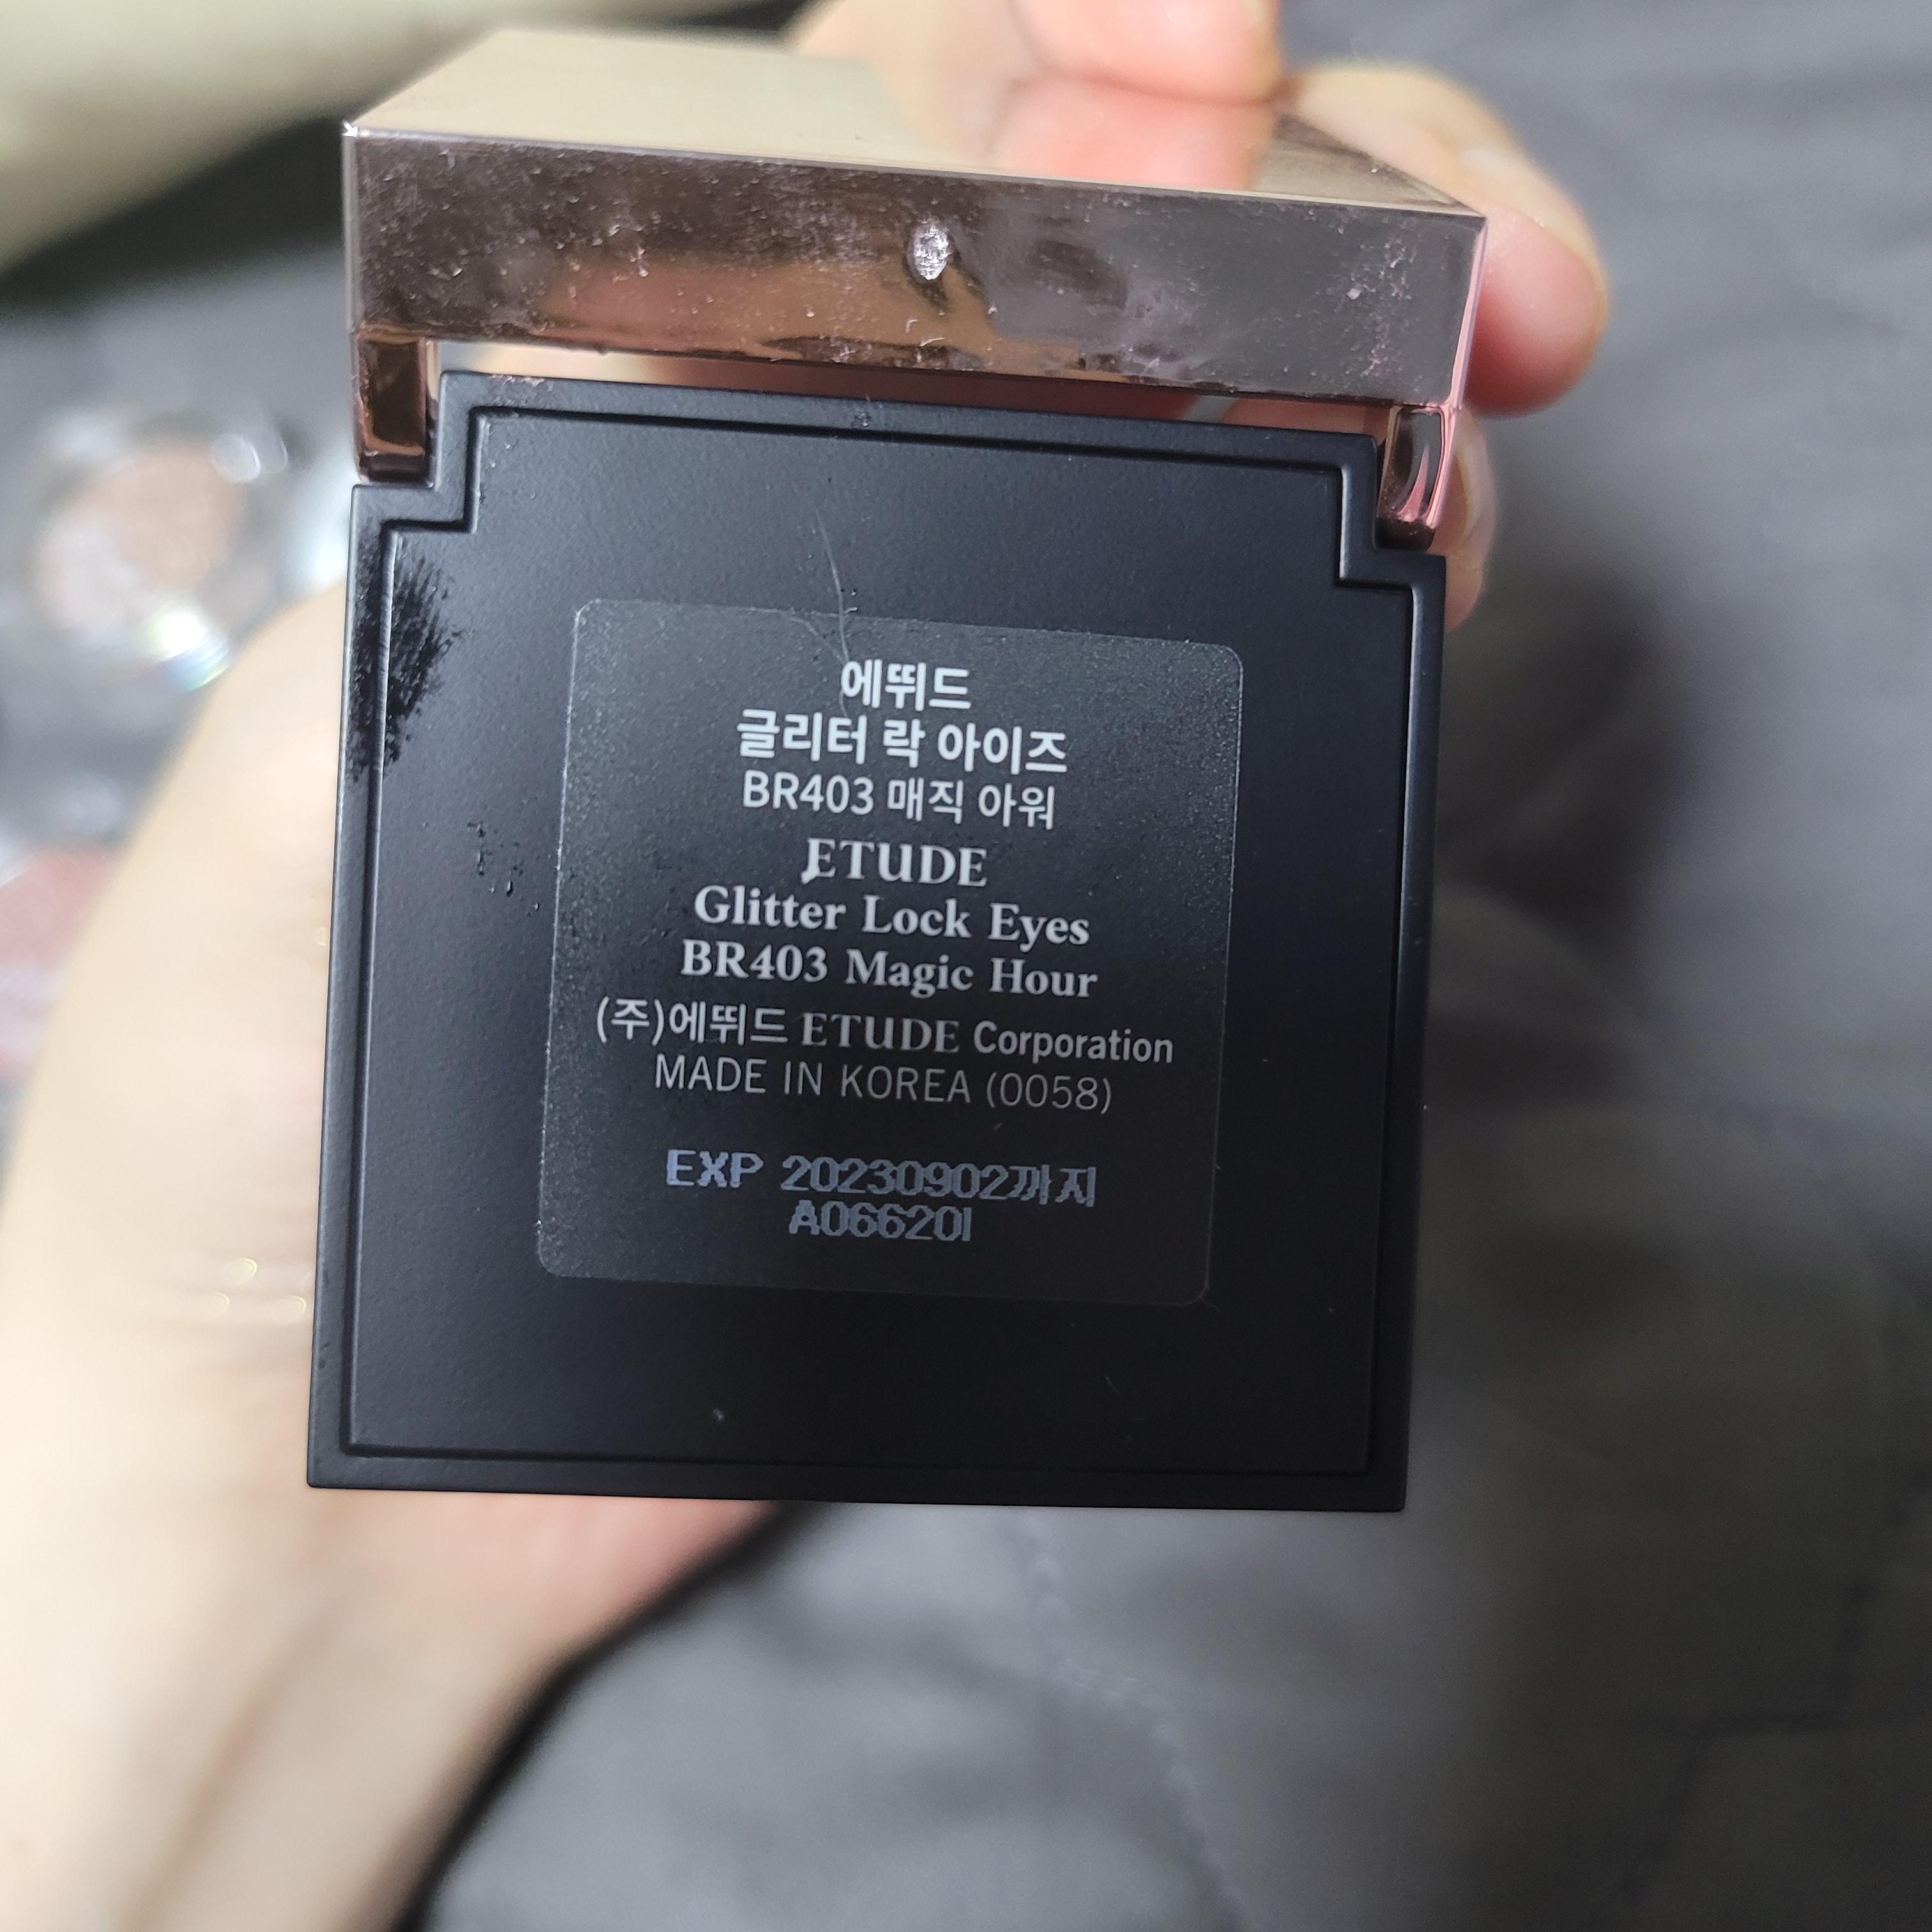 에뛰드
글리터 락 아이즈
BR403 매직 아워
ETUDE
Glitter Lock Eyes
BR403 Magic Hour
(주)에뛰드 ETUDE Corporation
MADE IN KOREA (0058)
EXP 20230902까지
A06620I